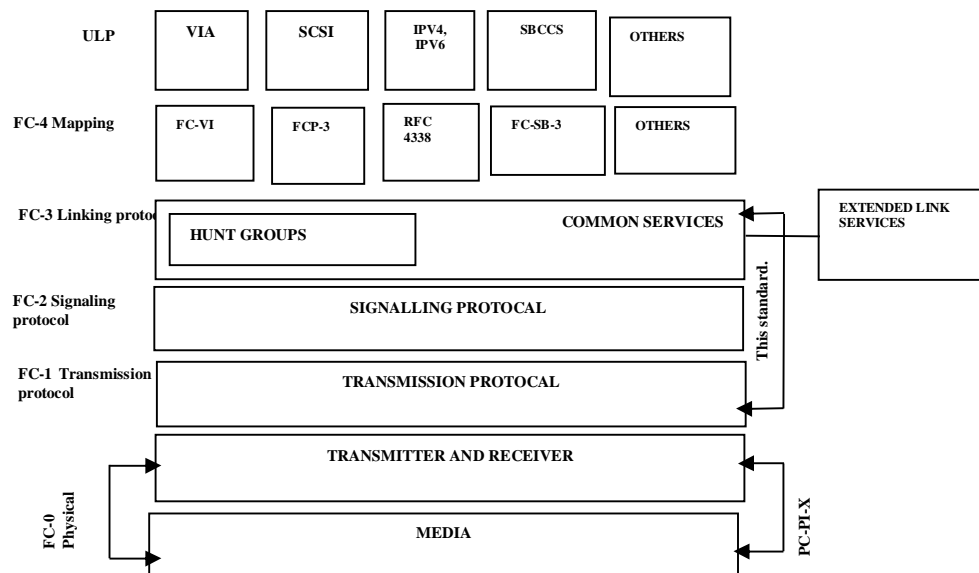 ULP
VIA
SCSI
IPV4,
IPV6
SBCCS
OTHERS
FC-4 Mapping
FC-VI
FCP-3
RFC
4338
FC-SB-3
OTHERS
FC-3 Linking protoc
HUNT GROUPS
COMMON SERVICES
EXTENDED LINK
SERVICES
FC-2 Signaling
protocol
SIGNALLING PROTOCAL
This standard.
FC-1 Transmission
protocol
TRANSMISSION PROTOCAL
TRANSMITTER AND RECEIVER
FC-0
Physical
MEDIA
PC-PI-X